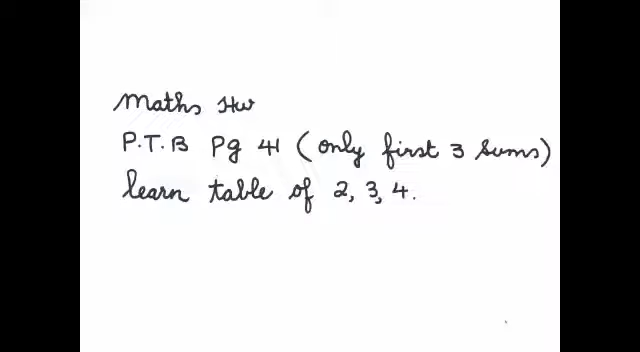 Maths Hw
P.T.B Pg 41 (only first 3 sums)
learn table of 2, 3, 4.